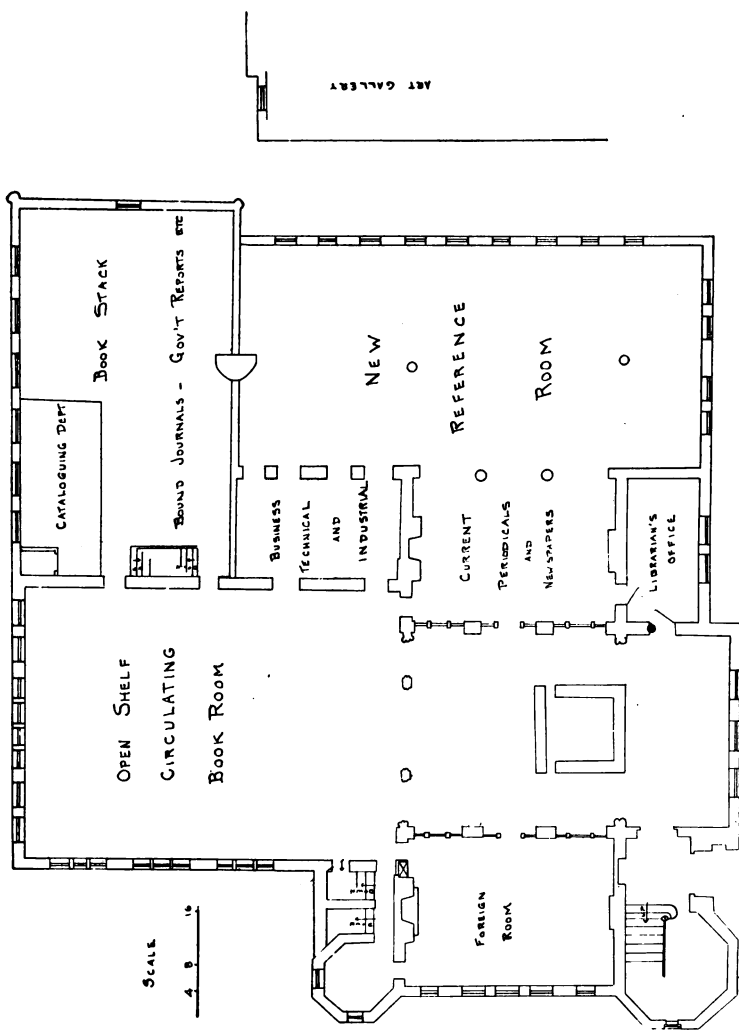 ART GALLERY
BOOK STACK
BOUND JOURNALS - GOV'T REPORTS ETC
CATALOGUING DEPT
NEW
REFERENCE
ROOM
BUSINESS
TECHNICAL
AND
INDUSTRIAL
CURRENT
PERIODICALS
AND
NEWSPAPERS
LIBRARIAN'S
OFFICE
OPEN SHELF
CIRCULATING
BOOK ROOM
FOREIGN
ROOM
SCALE
4 8 16